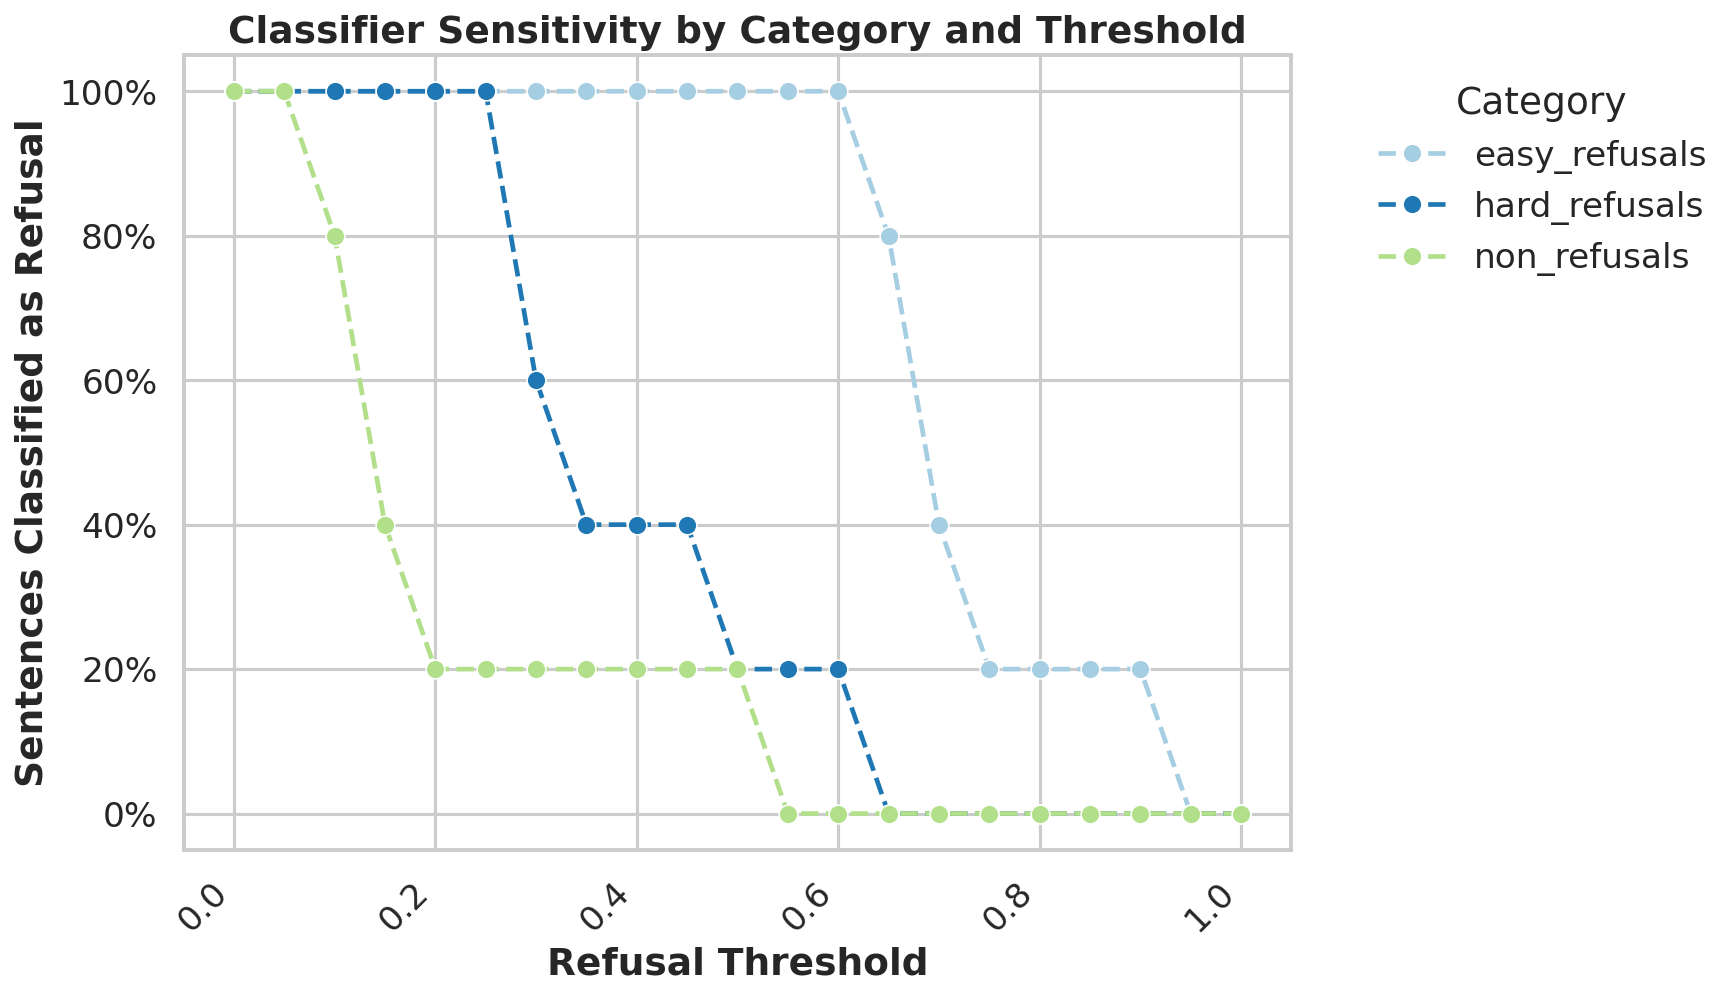 Classifier Sensitivity by Category and Threshold
Sentences Classified as Refusal
100%
80%
60%
40%
20%
0%
0.0
0.2
0.4
0.6
0.8
1.0
Refusal Threshold
Category
easy_refusals
hard_refusals
non_refusals